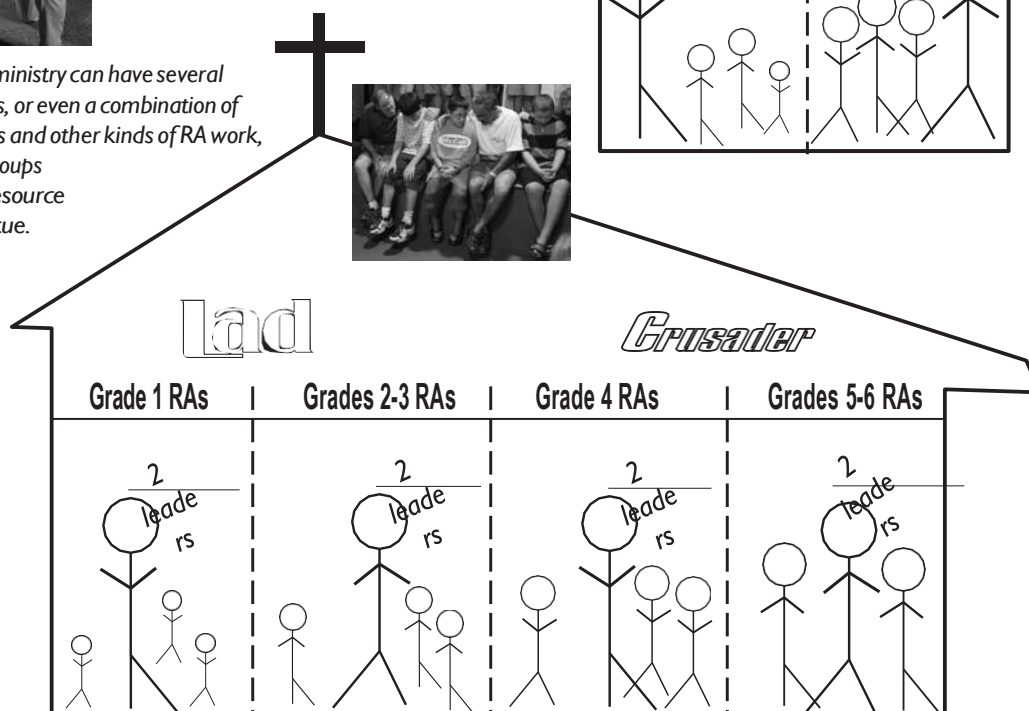 ministry can have several
s, or even a combination of
s and other kinds of RA work,
oups
esource
tue.
Lad
Crusader
Grade 1 RAs
Grades 2-3 RAs
Grade 4 RAs
Grades 5-6 RAs
2
leade
rs
2
leade
rs
2
leade
rs
2
leade
rs